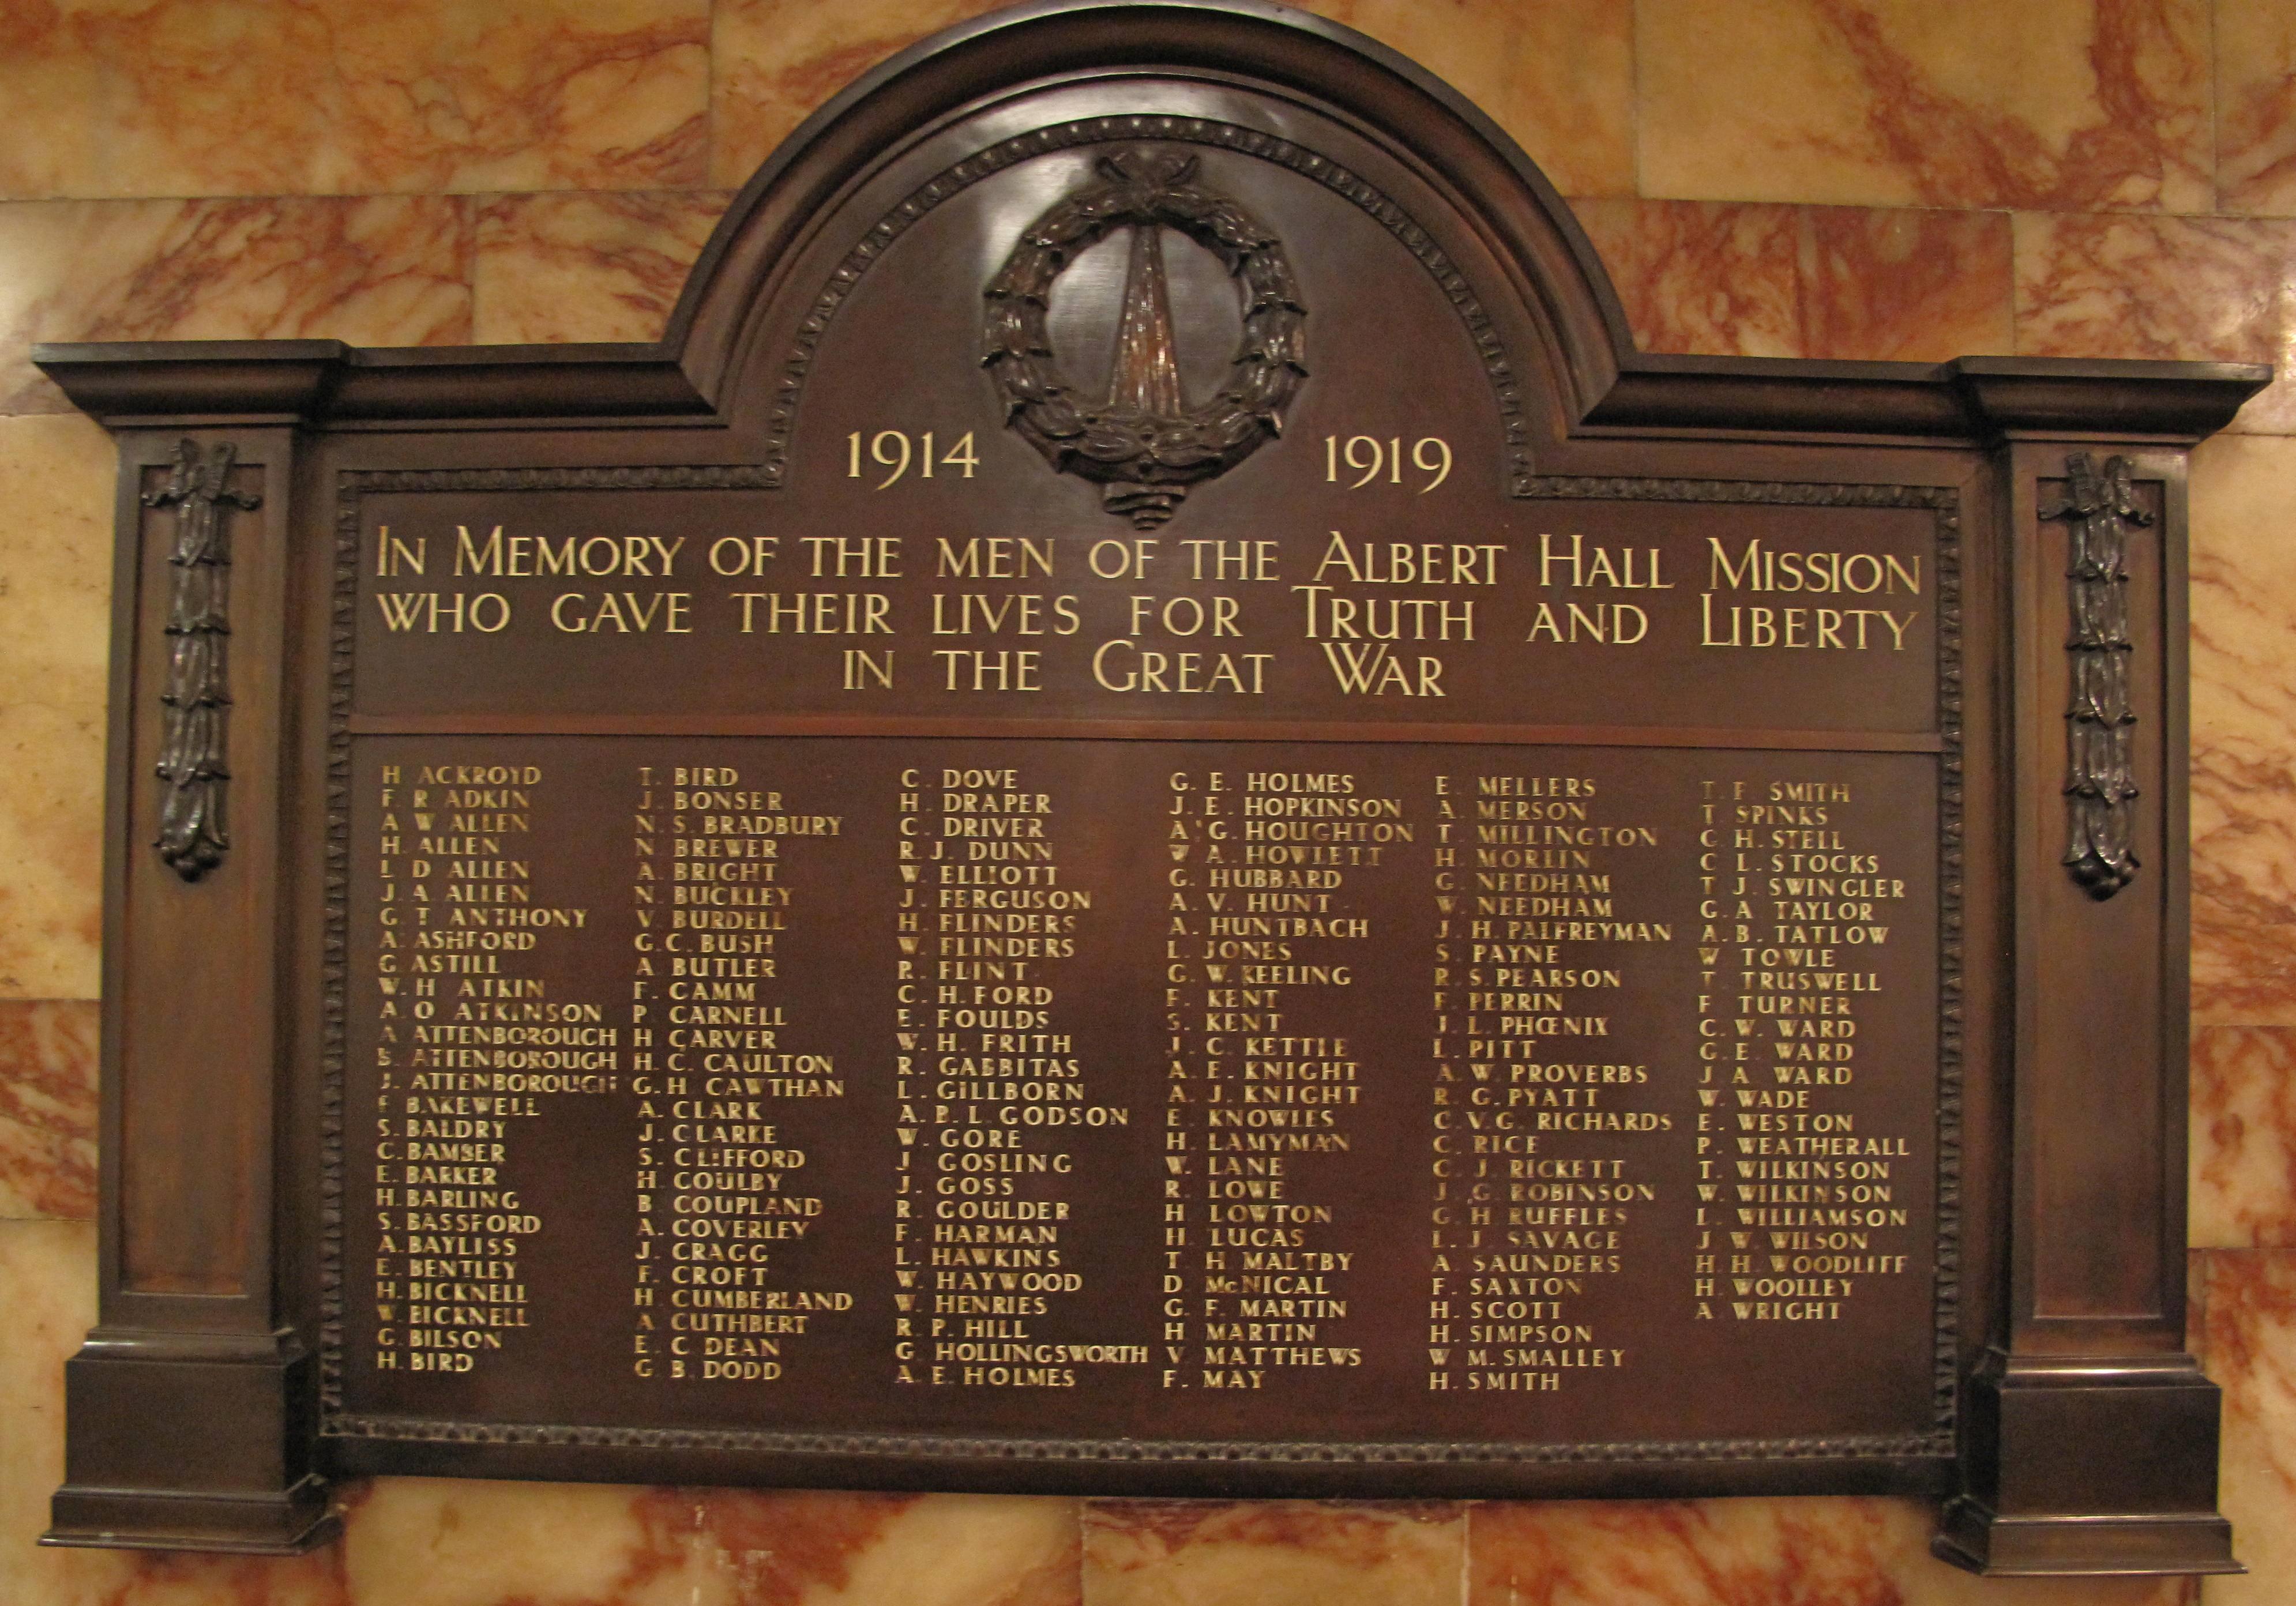 1914 1919
IN MEMORY OF THE MEN OF THE ALBERT HALL MISSION
WHO GAVE THEIR LIVES FOR TRUTH AND LIBERTY
IN THE GREAT WAR
H ACKROYD
F. R ADKIN
A W ALLEN
H. ALLEN
L D ALLEN
J. A ALLEN
G. T ANTHONY
A. ASHFORD
G ASTILL
W. H ATKIN
A O ATKINSON
A ATTENBOROUGH
B. ATTENBOROUGH
J. ATTENBOROUGH
F BAKEWELL
S. BALDRY
C. BAMBER
E. BARKER
H. BARLING
S. BASSFORD
A. BAYLISS
E. BENTLEY
H. BICKNELL
W. BICKNELL
G. BILSON
H. BIRD
T. BIRD
J. BONSER
N. S. BRADBURY
N BREWER
A. BRIGHT
N. BUCKLEY
V. BURDELL
G. C. BUSH
A BUTLER
F. CAMM
P. CARNELL
H CARVER
H. C. CAULTON
G. H CAWTHAN
A. CLARK
J. CLARKE
S. CLIFFORD
H. COULBY
B COUPLAND
A. COVERLEY
J. CRAGG
F. CROFT
H CUMBERLAND
A CUTHBERT
E. C DEAN
G B. DODD
C. DOVE
H. DRAPER
C. DRIVER
R. J. DUNN
W. ELLIOTT
J. FERGUSON
H. FLINDERS
W. FLINDERS
R. FLINT
C. H. FORD
E. FOULDS
W. H. FRITH
R. GABBITAS
L. GILLBORN
A. B. L. GODSON
W. GORE
J GOSLING
J. GOSS
R. GOULDER
F. HARMAN
L. HAWKINS
W. HAYWOOD
W. HENRIES
R. P. HILL
G. HOLLINGSWORTH
A. E. HOLMES
G. E. HOLMES
J. E. HOPKINSON
A. G. HOUGHTON
W A. HOWLETT
G. HUBBARD
A. V. HUNT
A. HUNTBACH
L. JONES
G. W. KEELING
F. KENT
S. KENT
J. C. KETTLE
A. E. KNIGHT
A. J. KNIGHT
E. KNOWLES
H. LAMYMAN
W. LANE
R. LOWE
H LOWTON
H. LUCAS
T H MALTBY
D McNICAL
G. F. MARTIN
H MARTIN
V. MATTHEWS
F. MAY
E. MELLERS
A. MERSON
T. MILLINGTON
H. MORLIN
G. NEEDHAM
W. NEEDHAM
J. H. PALFREYMAN
S. PAYNE
R. S. PEARSON
F. PERRIN
J. L. PHŒNIX
L. PITT
A. W. PROVERBS
R. G. PYATT
C. V. G. RICHARDS
C. RICE
C. J. RICKETT
J. G. ROBINSON
G. H RUFFLES
L. J. SAVAGE
A. SAUNDERS
F. SAXTON
H. SCOTT
H. SIMPSON
W M. SMALLEY
H. SMITH
T. F. SMITH
T. SPINKS
C. H. STELL
C L. STOCKS
T J. SWINGLER
G. A TAYLOR
A. B. TATLOW
W TOWLE
T TRUSWELL
F TURNER
C. W. WARD
G. E. WARD
J A WARD
W. WADE
E. WESTON
P. WEATHERALL
T. WILKINSON
W. WILKINSON
L. WILLIAMSON
J W. WILSON
H. H. WOODLIFF
H. WOOLLEY
A WRIGHT